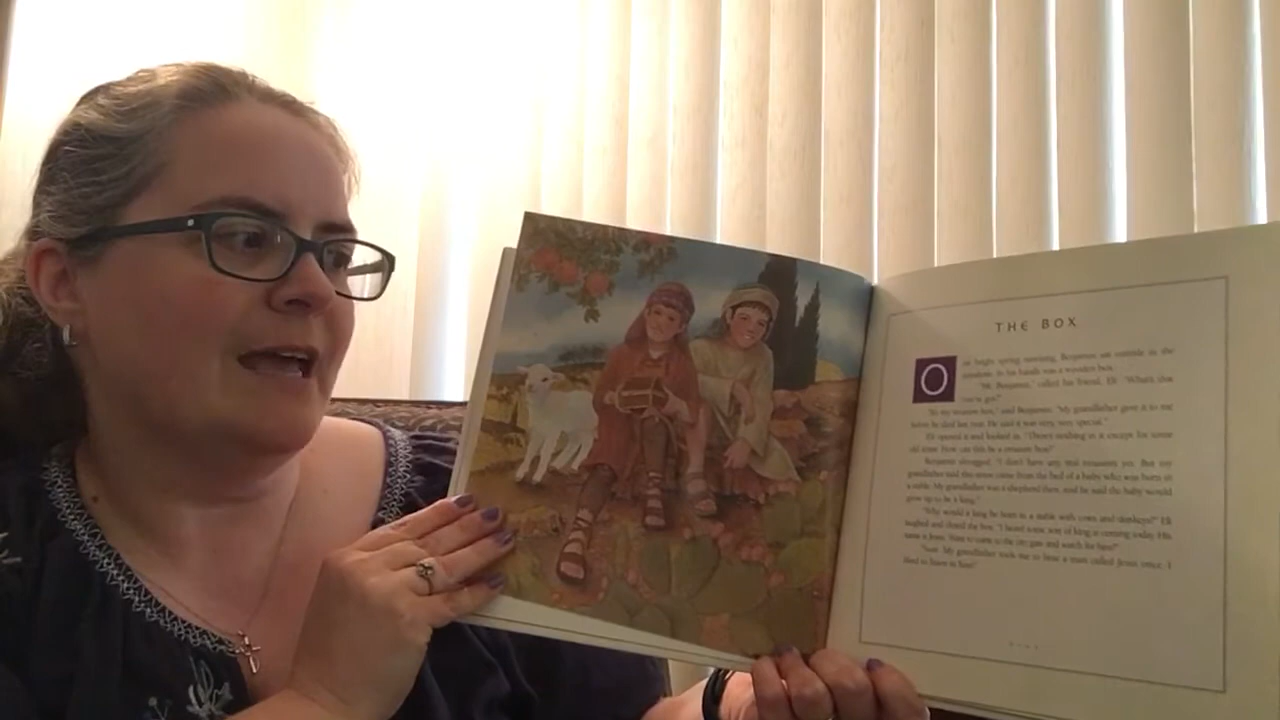 THE BOX
One bright spring morning, Benjamin sat outside in the
sunshine. In his hands was a wooden box.
"Hi, Benjamin," called his friend, Eli. "What's that
you've got?"
"It's my treasure box," said Benjamin. "My grandfather gave it to me
before he died last year. He said it was very, very special."
Eli opened it and looked in. "There's nothing in it except for some
old straw. How can this be a treasure box?"
Benjamin shrugged. "I don't have any real treasures yet. But my
grandfather said this straw came from the bed of a baby who was born in
a stable. My grandfather was a shepherd then, and he said the baby would
grow up to be a king."
"Why would a king be born in a stable with cows and donkeys?" Eli
laughed and closed the box. "I heard some sort of king is coming today. His
name is Jesus. Want to come to the city gate and watch for him?"
"Sure. My grandfather took me to hear a man called Jesus once. I
liked to listen to him!"